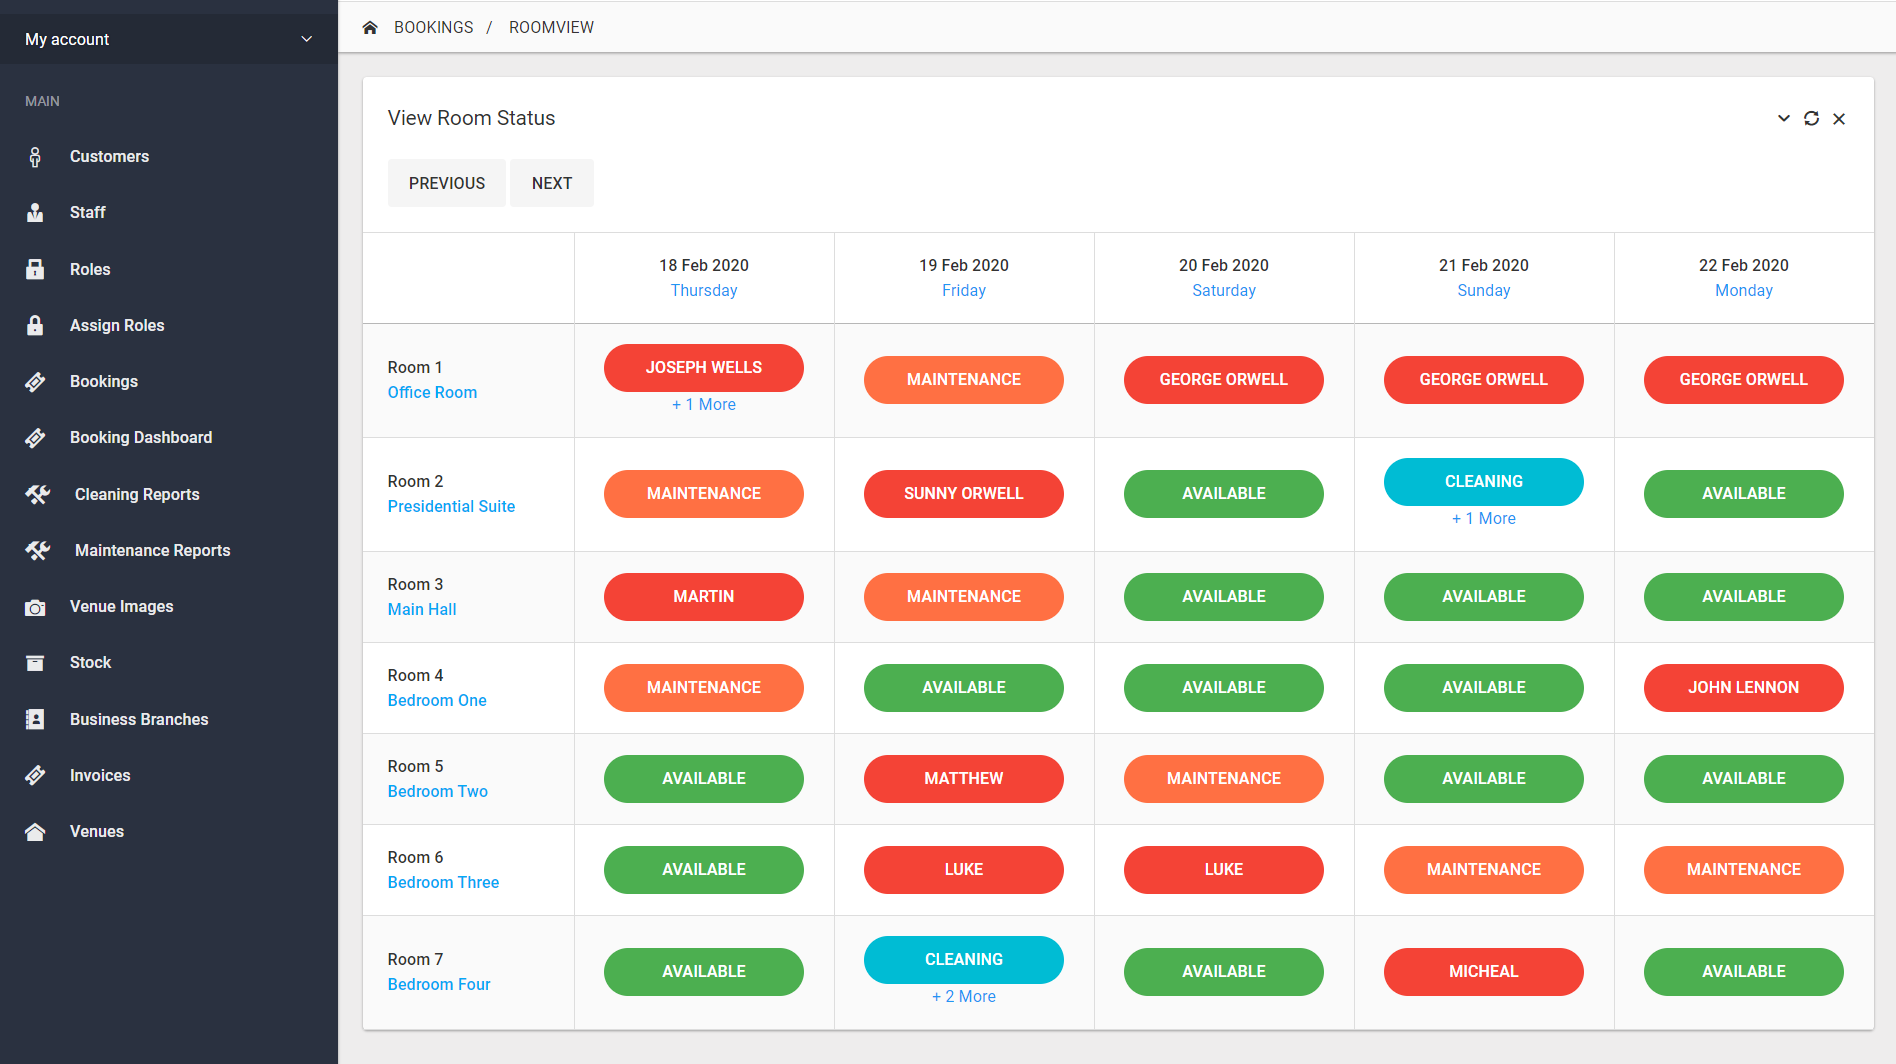 My account
MAIN
Customers
Staff
Roles
Assign Roles
Bookings
Booking Dashboard
Cleaning Reports
Maintenance Reports
Venue Images
Stock
Business Branches
Invoices
Venues
BOOKINGS / ROOMVIEW
View Room Status
PREVIOUS NEXT
18 Feb 2020 19 Feb 2020 20 Feb 2020 21 Feb 2020 22 Feb 2020
Thursday Friday Saturday Sunday Monday
Room 1
Office Room
JOSEPH WELLS MAINTENANCE GEORGE ORWELL GEORGE ORWELL GEORGE ORWELL
+ 1 More
Room 2
Presidential Suite
MAINTENANCE SUNNY ORWELL AVAILABLE CLEANING AVAILABLE
+ 1 More
Room 3
Main Hall
MARTIN MAINTENANCE AVAILABLE AVAILABLE AVAILABLE
Room 4
Bedroom One
MAINTENANCE AVAILABLE AVAILABLE AVAILABLE JOHN LENNON
Room 5
Bedroom Two
AVAILABLE MATTHEW MAINTENANCE AVAILABLE AVAILABLE
Room 6
Bedroom Three
AVAILABLE LUKE LUKE MAINTENANCE MAINTENANCE
Room 7
Bedroom Four
AVAILABLE CLEANING AVAILABLE MICHEAL AVAILABLE
+ 2 More